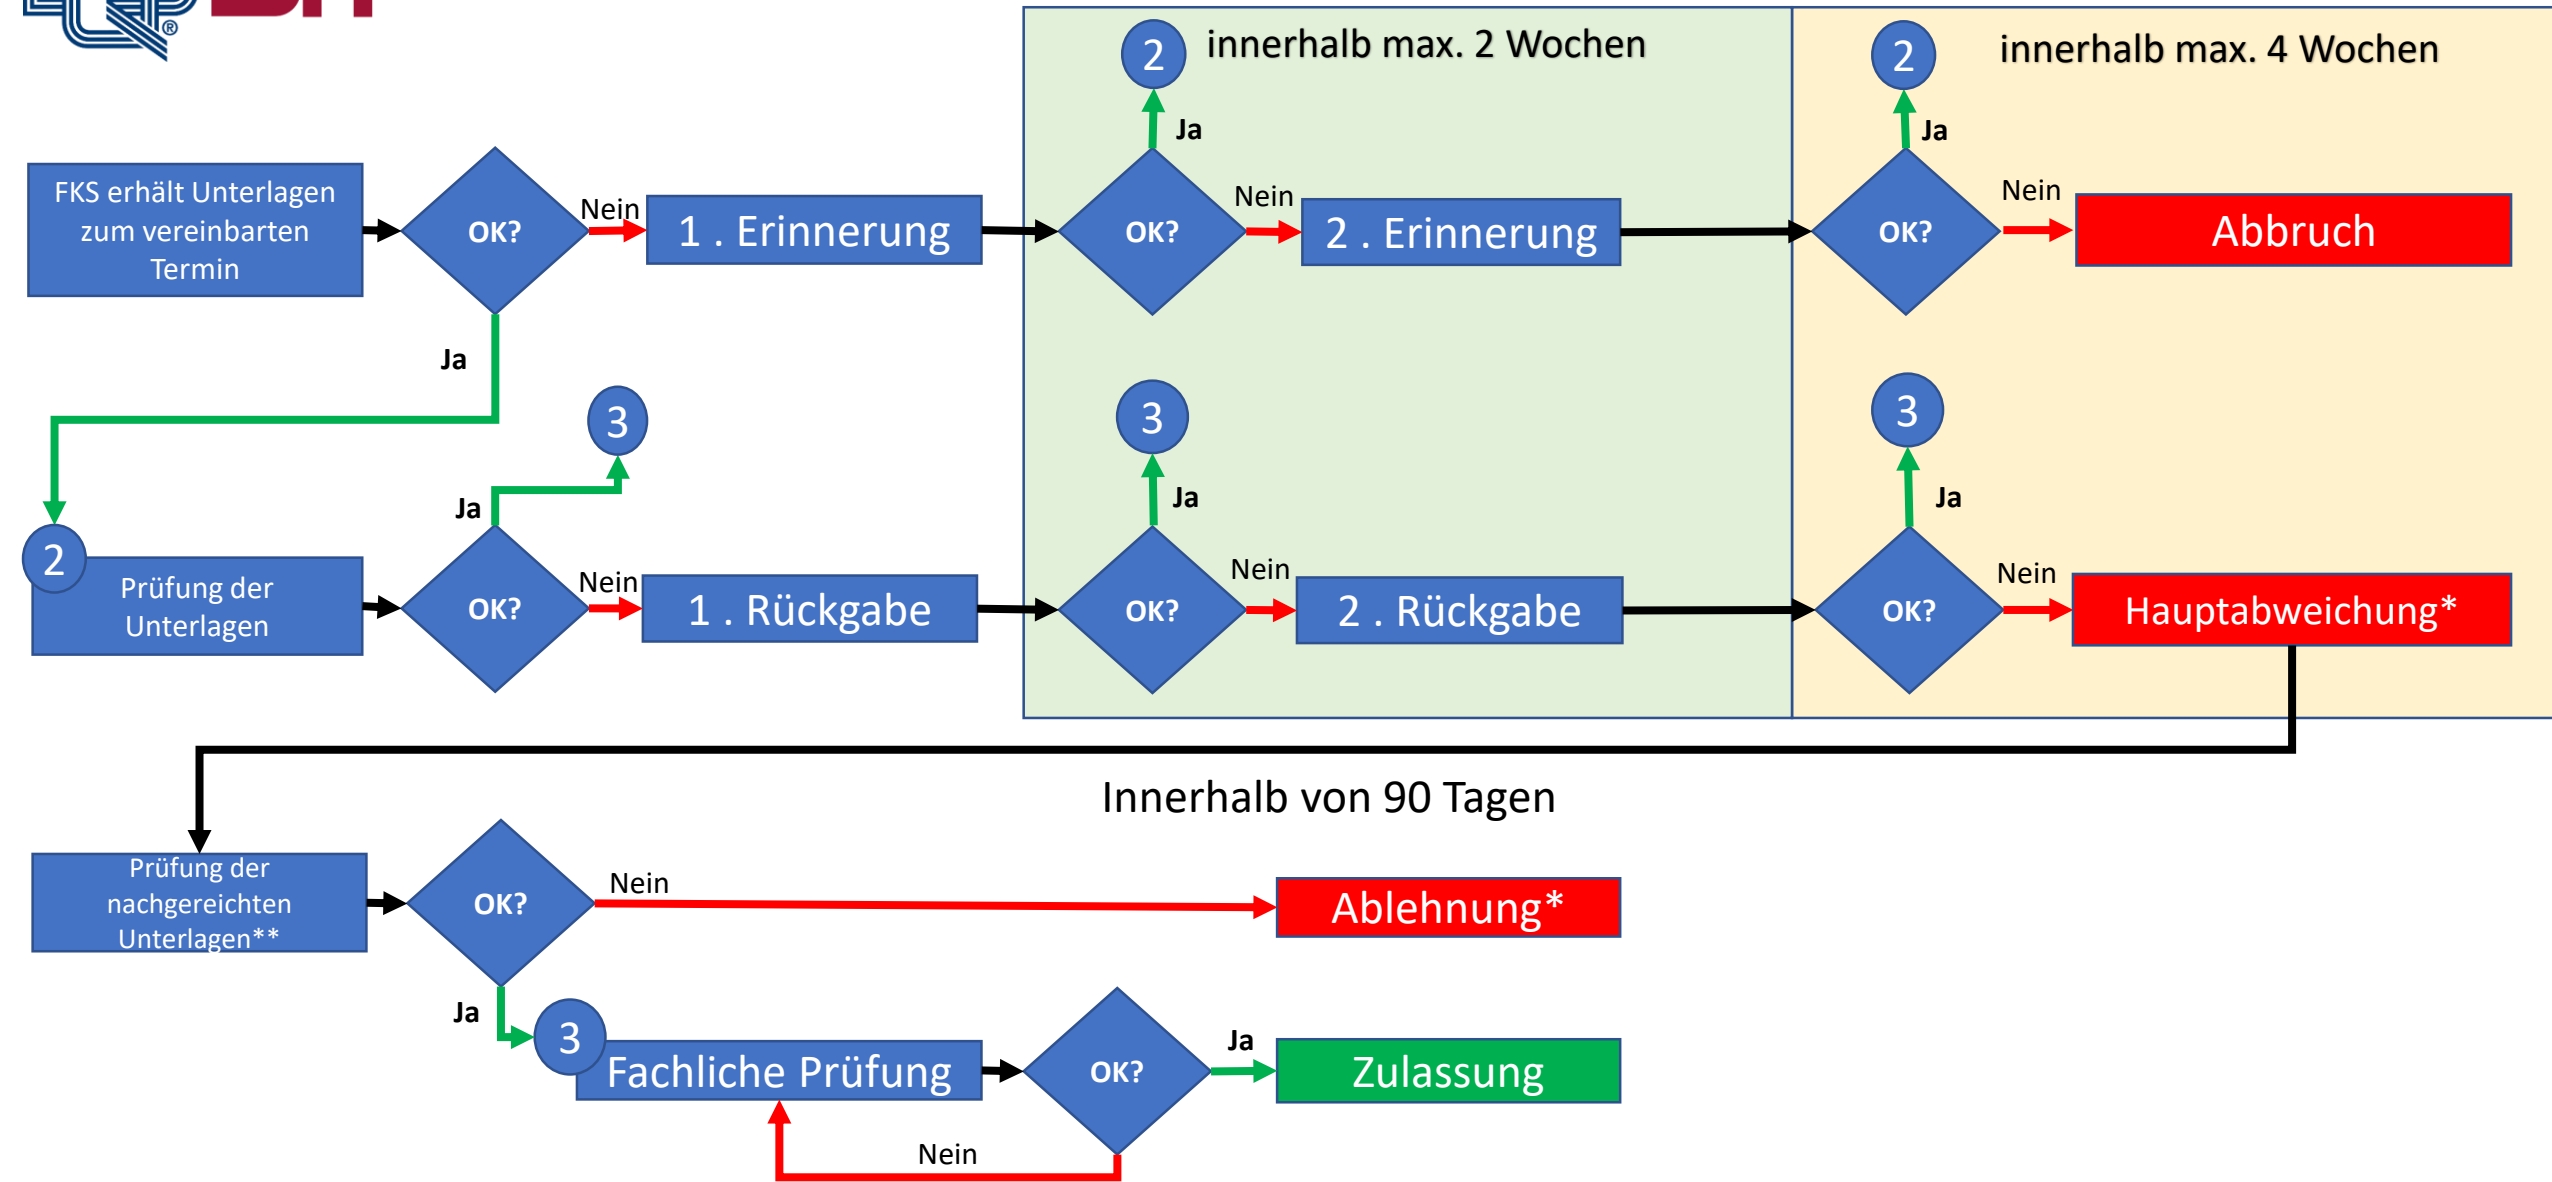 ®
2
innerhalb max. 2 Wochen
2
innerhalb max. 4 Wochen
Ja
Ja
FKS erhält Unterlagen
zum vereinbarten
Termin
OK?
Nein
1 . Erinnerung
OK?
Nein
2 . Erinnerung
OK?
Nein
Abbruch
Ja
3
3
3
Ja
Ja
Ja
2
Prüfung der
Unterlagen
OK?
Nein
1 . Rückgabe
OK?
Nein
2 . Rückgabe
OK?
Nein
Hauptabweichung*
Innerhalb von 90 Tagen
Prüfung der
nachgereichten
Unterlagen**
OK?
Nein
Ablehnung*
Ja
3
Fachliche Prüfung
OK?
Ja
Zulassung
Nein